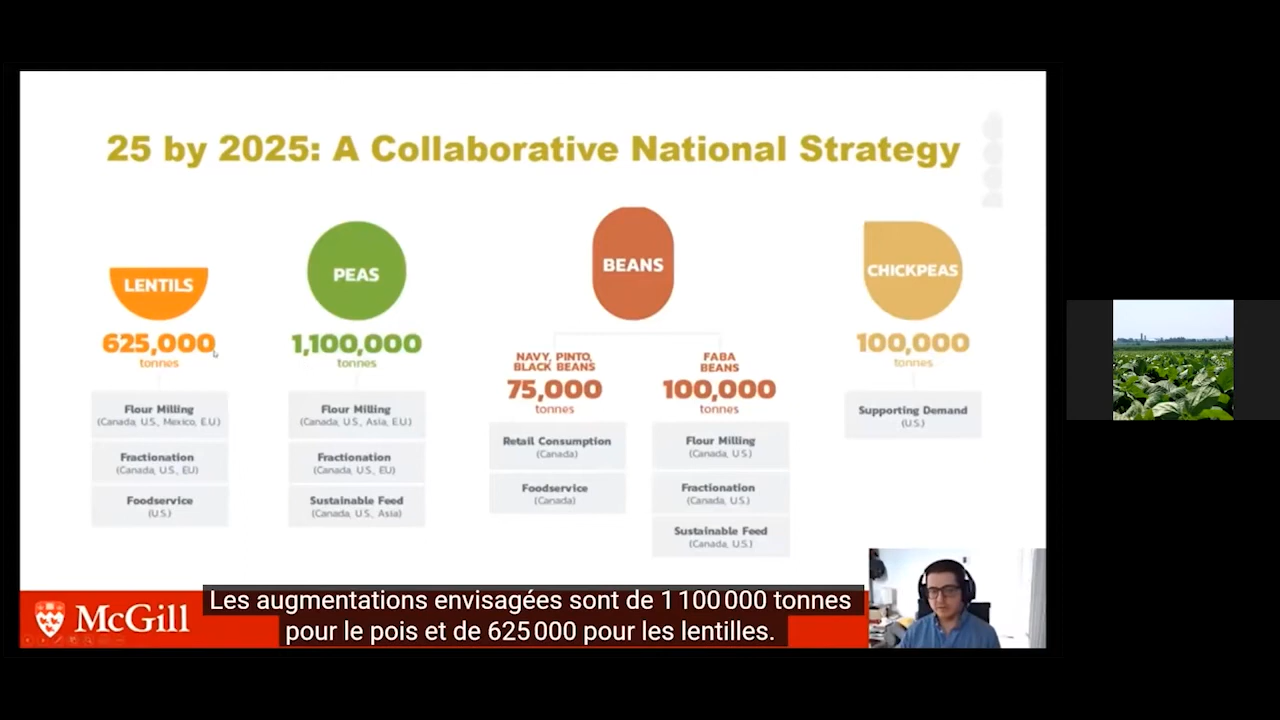 25 by 2025: A Collaborative National Strategy
LENTILS
625,000
tonnes
Flour Milling
(Canada, U.S., Mexico, E.U)
Fractionation
(Canada, U.S., EU)
Foodservice
(U.S.)
PEAS
1,100,000
tonnes
Flour Milling
(Canada, U.S., Asia, E.U)
Fractionation
(Canada, U.S., EU)
Sustainable Feed
(Canada, U.S., Asia)
BEANS
NAVY, PINTO,
BLACK BEANS
75,000
tonnes
Retail Consumption
(Canada)
Foodservice
(Canada)
FABA
BEANS
100,000
tonnes
Flour Milling
(Canada, U.S.)
Fractionation
(Canada, U.S.)
Sustainable Feed
(Canada, U.S.)
CHICKPEAS
100,000
tonnes
Supporting Demand
(U.S.)
McGill
Les augmentations envisagées sont de 1 100 000 tonnes
pour le pois et de 625 000 pour les lentilles.